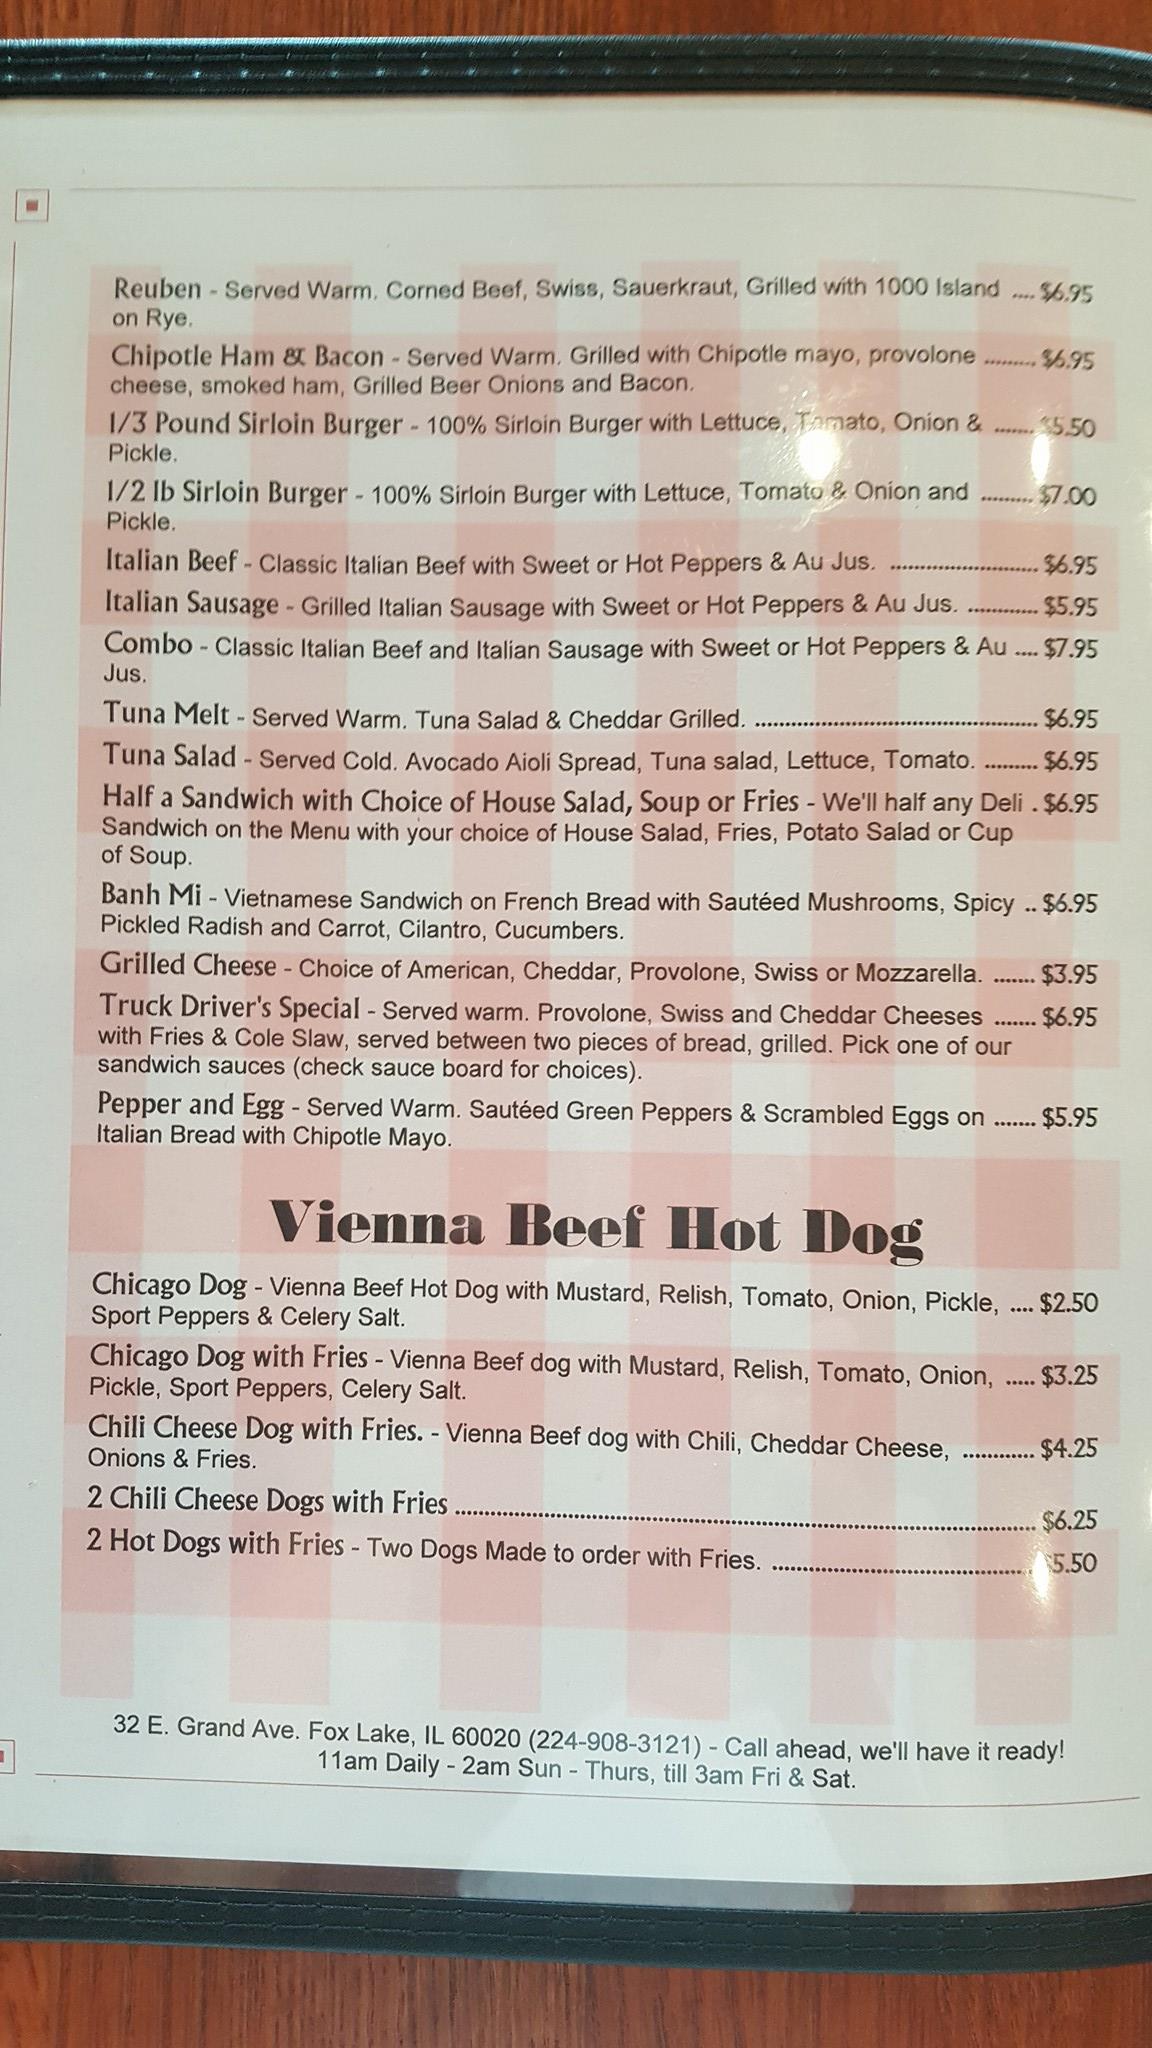 Reuben - Served Warm. Corned Beef, Swiss, Sauerkraut, Grilled with 1000 Island .... $6.95
on Rye.
Chipotle Ham & Bacon - Served Warm. Grilled with Chipotle mayo, provolone ......... $6.95
cheese, smoked ham, Grilled Beer Onions and Bacon.
1/3 Pound Sirloin Burger - 100% Sirloin Burger with Lettuce, Tomato, Onion & ....... $5.50
Pickle.
1/2 lb Sirloin Burger - 100% Sirloin Burger with Lettuce, Tomato & Onion and ......... $7.00
Pickle.
Italian Beef - Classic Italian Beef with Sweet or Hot Peppers & Au Jus. .......................... $6.95
Italian Sausage - Grilled Italian Sausage with Sweet or Hot Peppers & Au Jus. ............ $5.95
Combo - Classic Italian Beef and Italian Sausage with Sweet or Hot Peppers & Au .... $7.95
Jus.
Tuna Melt - Served Warm. Tuna Salad & Cheddar Grilled. ................................................. $6.95
Tuna Salad - Served Cold. Avocado Aioli Spread, Tuna salad, Lettuce, Tomato. ......... $6.95
Half a Sandwich with Choice of House Salad, Soup or Fries - We'll half any Deli . $6.95
Sandwich on the Menu with your choice of House Salad, Fries, Potato Salad or Cup
of Soup.
Banh Mi - Vietnamese Sandwich on French Bread with Sautéed Mushrooms, Spicy .. $6.95
Pickled Radish and Carrot, Cilantro, Cucumbers.
Grilled Cheese - Choice of American, Cheddar, Provolone, Swiss or Mozzarella. ....... $3.95
Truck Driver's Special - Served warm. Provolone, Swiss and Cheddar Cheeses ....... $6.95
with Fries & Cole Slaw, served between two pieces of bread, grilled. Pick one of our
sandwich sauces (check sauce board for choices).
Pepper and Egg - Served Warm. Sautéed Green Peppers & Scrambled Eggs on ....... $5.95
Italian Bread with Chipotle Mayo.
Vienna Beef Hot Dog
Chicago Dog - Vienna Beef Hot Dog with Mustard, Relish, Tomato, Onion, Pickle, .... $2.50
Sport Peppers & Celery Salt.
Chicago Dog with Fries - Vienna Beef dog with Mustard, Relish, Tomato, Onion, ..... $3.25
Pickle, Sport Peppers, Celery Salt.
Chili Cheese Dog with Fries. - Vienna Beef dog with Chili, Cheddar Cheese, ............ $4.25
Onions & Fries.
2 Chili Cheese Dogs with Fries .................................................................................................... $6.25
2 Hot Dogs with Fries - Two Dogs Made to order with Fries. ............................................. $5.50
32 E. Grand Ave. Fox Lake, IL 60020 (224-908-3121) - Call ahead, we'll have it ready!
11am Daily - 2am Sun - Thurs, till 3am Fri & Sat.